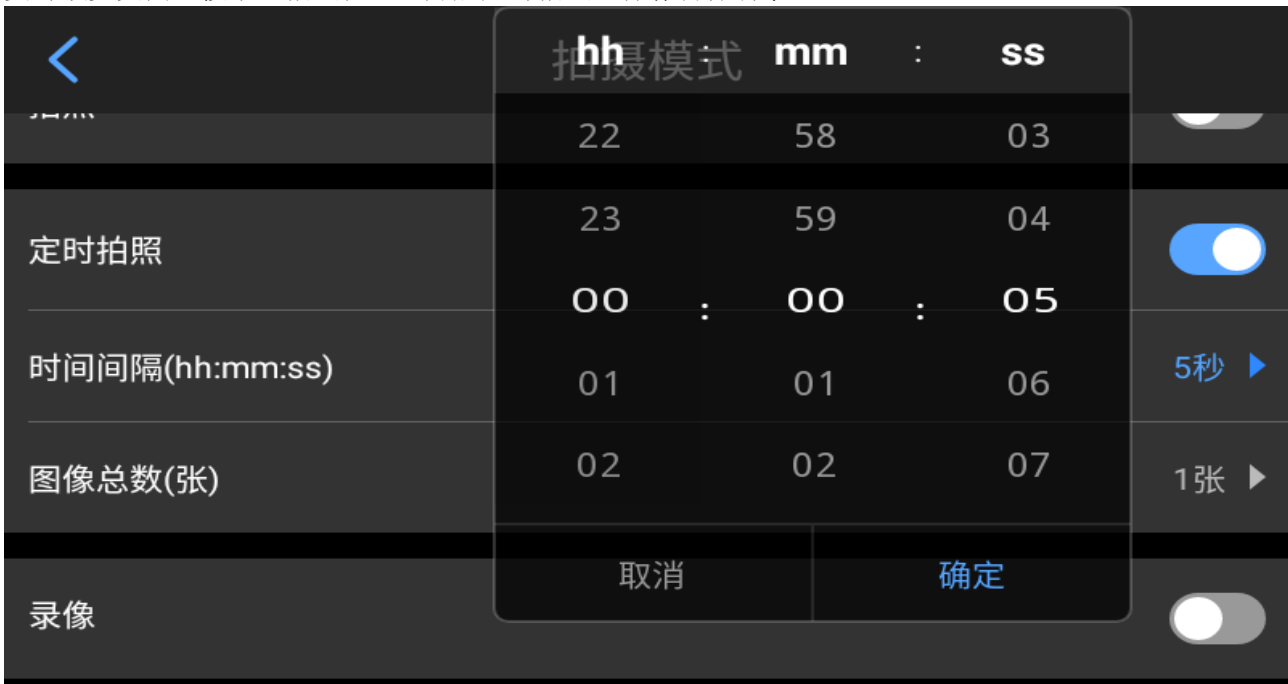 拍摄模式
hh : mm : ss
22 58 03
定时拍照
23 59 04
00 : 00 : 05
时间间隔(hh:mm:ss)
5秒
01 01 06
图像总数(张)
02 02 07
1张
取消 确定
录像